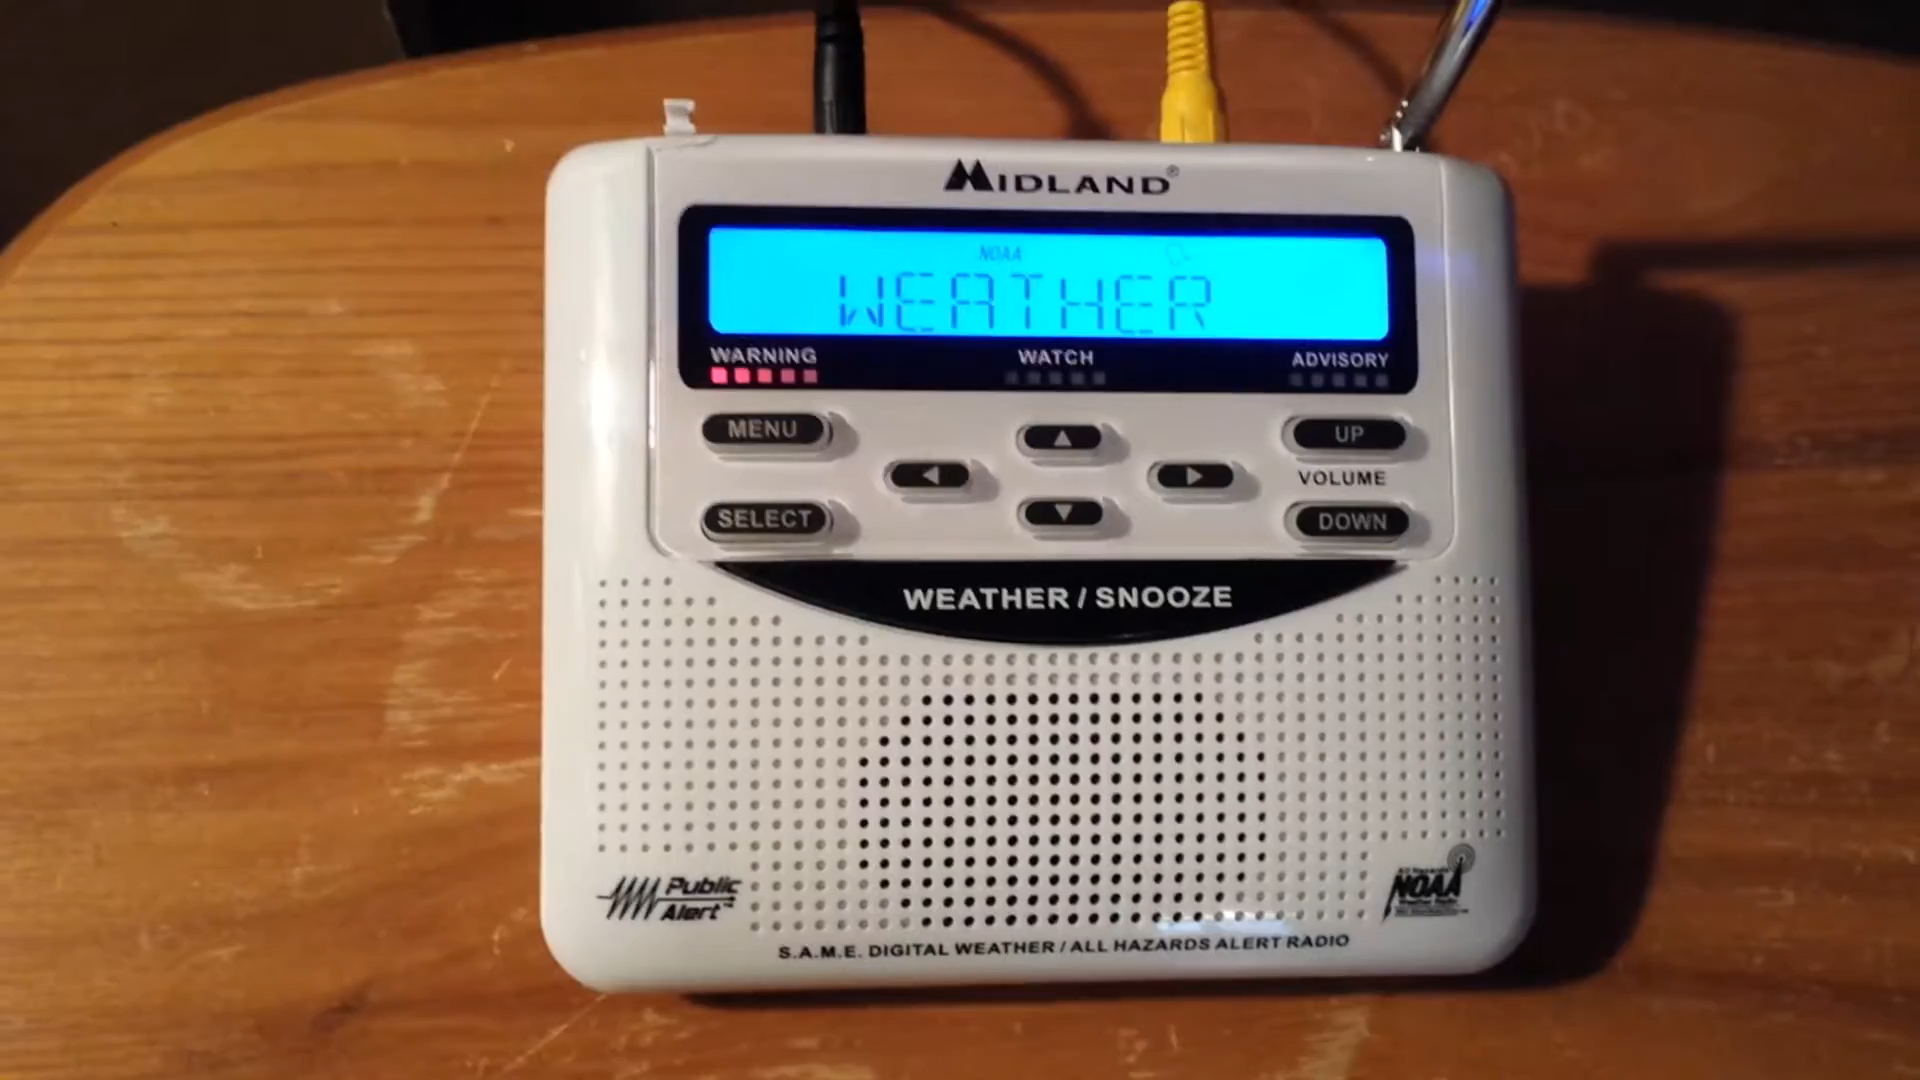 MIDLAND®
NOAA
WEATHER
WARNING
WATCH
ADVISORY
MENU
UP
VOLUME
SELECT
DOWN
WEATHER / SNOOZE
Public
Alert™
NOAA
S.A.M.E. DIGITAL WEATHER / ALL HAZARDS ALERT RADIO